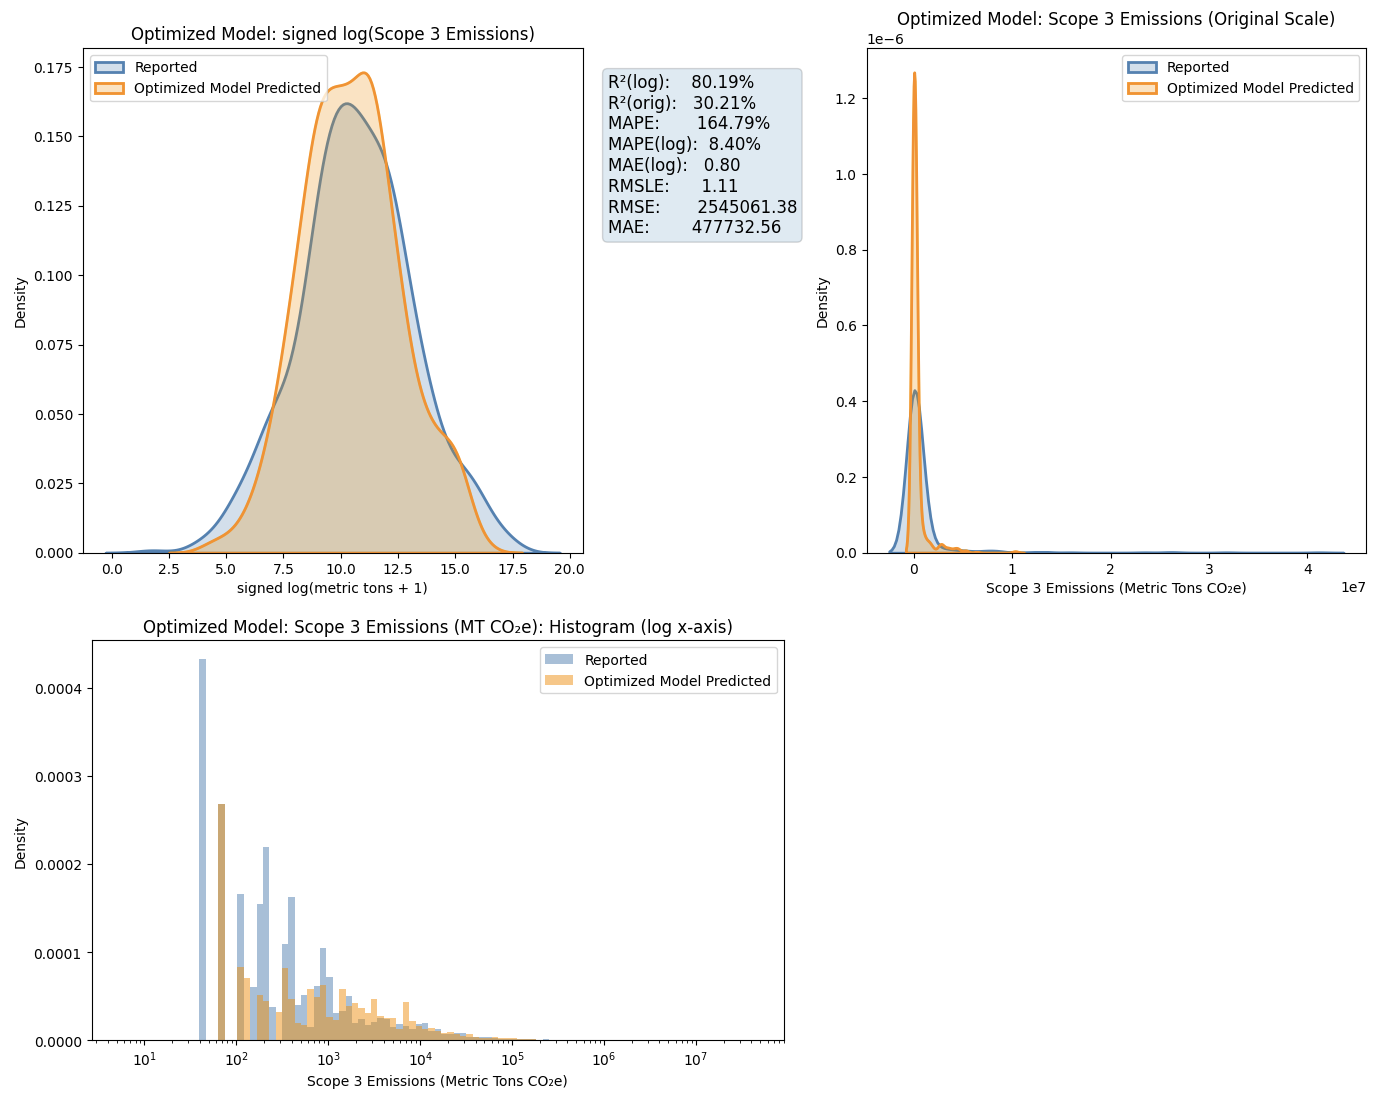 Optimized Model: signed log(Scope 3 Emissions)
Reported
Optimized Model Predicted
0.175
0.150
0.125
0.100
0.075
0.050
0.025
0.000
Density
0.0 2.5 5.0 7.5 10.0 12.5 15.0 17.5 20.0
signed log(metric tons + 1)
R²(log): 80.19%
R²(orig): 30.21%
MAPE: 164.79%
MAPE(log): 8.40%
MAE(log): 0.80
RMSLE: 1.11
RMSE: 2545061.38
MAE: 477732.56
Optimized Model: Scope 3 Emissions (Original Scale)
1e−6
Reported
Optimized Model Predicted
1.2
1.0
0.8
0.6
0.4
0.2
0.0
Density
0 1 2 3 4
1e7
Scope 3 Emissions (Metric Tons CO₂e)
Optimized Model: Scope 3 Emissions (MT CO₂e): Histogram (log x-axis)
Reported
Optimized Model Predicted
0.0004
0.0003
0.0002
0.0001
0.0000
Density
10¹ 10² 10³ 10⁴ 10⁵ 10⁶ 10⁷
Scope 3 Emissions (Metric Tons CO₂e)